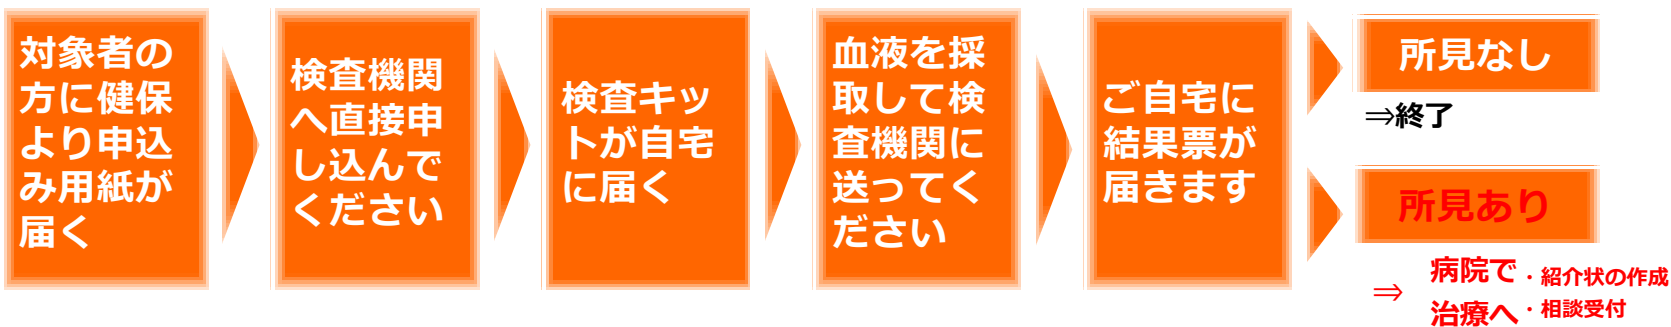 対象者の
方に健保
より申込
み用紙が
届く
検査機関
へ直接申
し込んで
ください
検査キッ
トが自宅
に届く
血液を採
取して検
査機関に
送ってく
ださい
ご自宅に
結果票が
届きます
所見なし
⇒終了
所見あり
⇒ 病院で
治療へ
・紹介状の作成
・相談受付